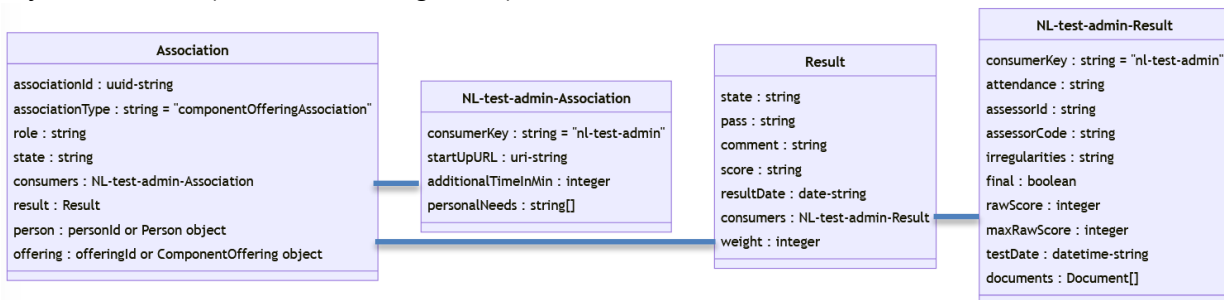 Association
associationId : uuid-string
associationType : string = "componentOfferingAssociation"
role : string
state : string
consumers : NL-test-admin-Association
result : Result
person : personId or Person object
offering : offeringId or ComponentOffering object
NL-test-admin-Association
consumerKey : string = "nl-test-admin"
startUpURL : uri-string
additionalTimeInMin : integer
personalNeeds : string[]
Result
state : string
pass : string
comment : string
score : string
resultDate : date-string
consumers : NL-test-admin-Result
weight : integer
NL-test-admin-Result
consumerKey : string = "nl-test-admin"
attendance : string
assessorId : string
assessorCode : string
irregularities : string
final : boolean
rawScore : integer
maxRawScore : integer
testDate : datetime-string
documents : Document[]